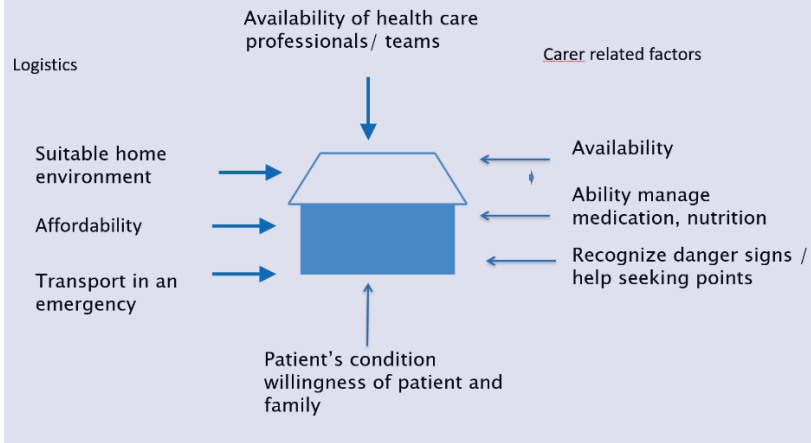 Availability of health care
professionals/ teams
Logistics
Carer related factors
Suitable home
environment
Affordability
Transport in an
emergency
Availability
Ability manage
medication, nutrition
Recognize danger signs /
help seeking points
Patient’s condition
willingness of patient and
family